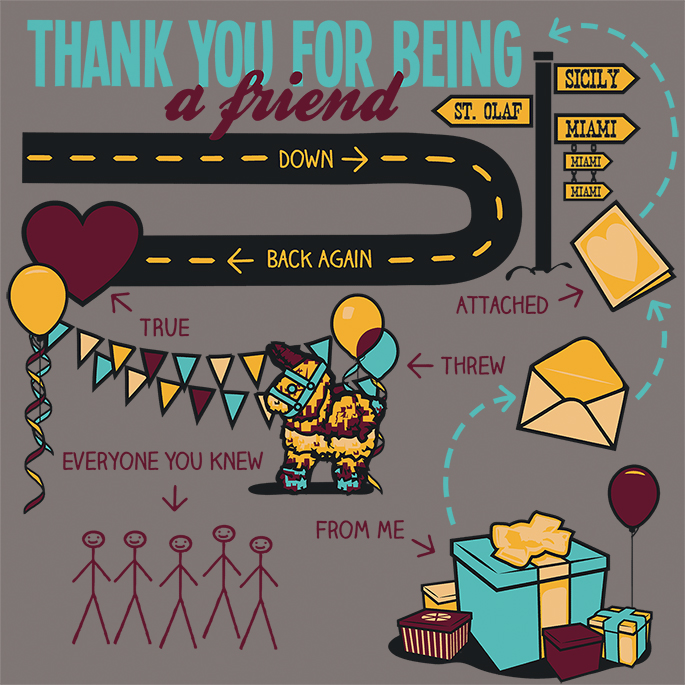 THANK YOU FOR BEING
a friend
SICILY
ST. OLAF
MIAMI
MIAMI
MIAMI
DOWN
BACK AGAIN
ATTACHED
TRUE
THREW
EVERYONE YOU KNEW
FROM ME